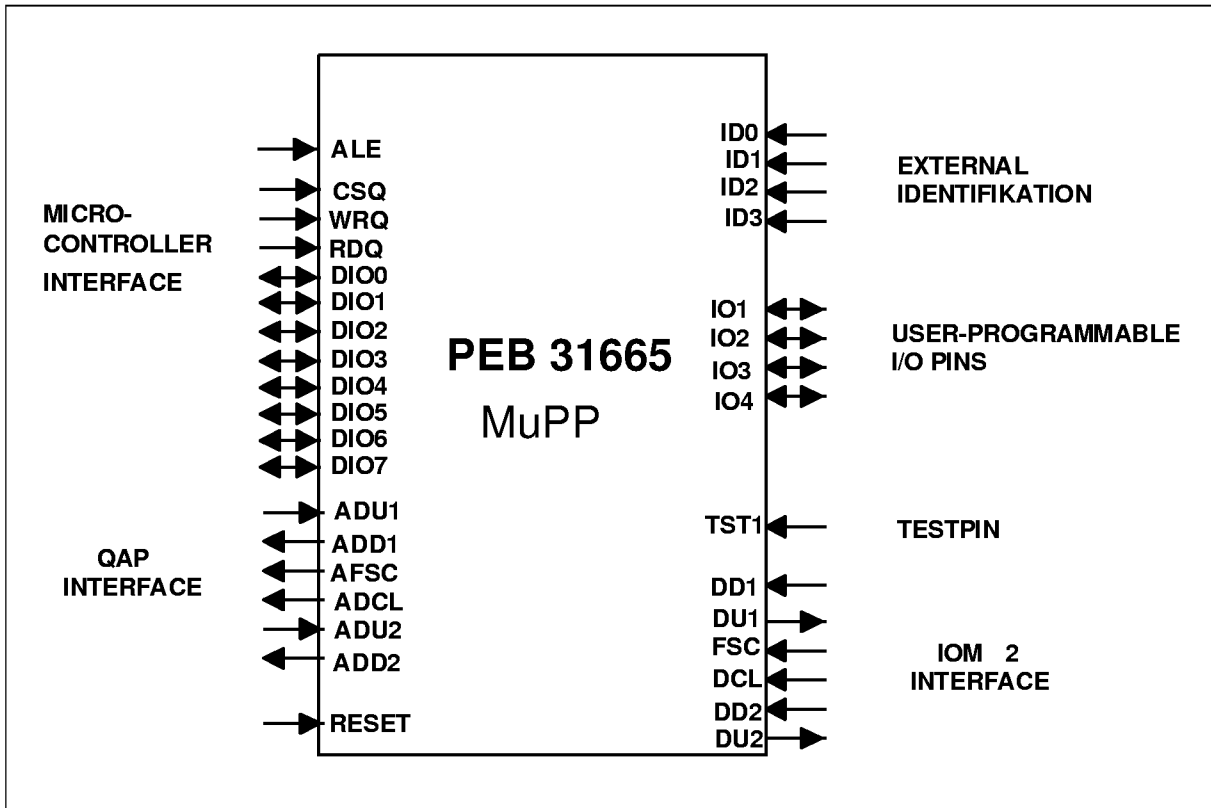 MICRO-
CONTROLLER
INTERFACE
QAP
INTERFACE
ALE
CSQ
WRQ
RDQ
DIO0
DIO1
DIO2
DIO3
DIO4
DIO5
DIO6
DIO7
ADU1
ADD1
AFSC
ADCL
ADU2
ADD2
RESET
PEB 31665
MuPP
ID0
ID1
ID2
ID3
IO1
IO2
IO3
IO4
TST1
DD1
DU1
FSC
DCL
DD2
DU2
EXTERNAL
IDENTIFIKATION
USER-PROGRAMMABLE
I/O PINS
TESTPIN
IOM 2
INTERFACE